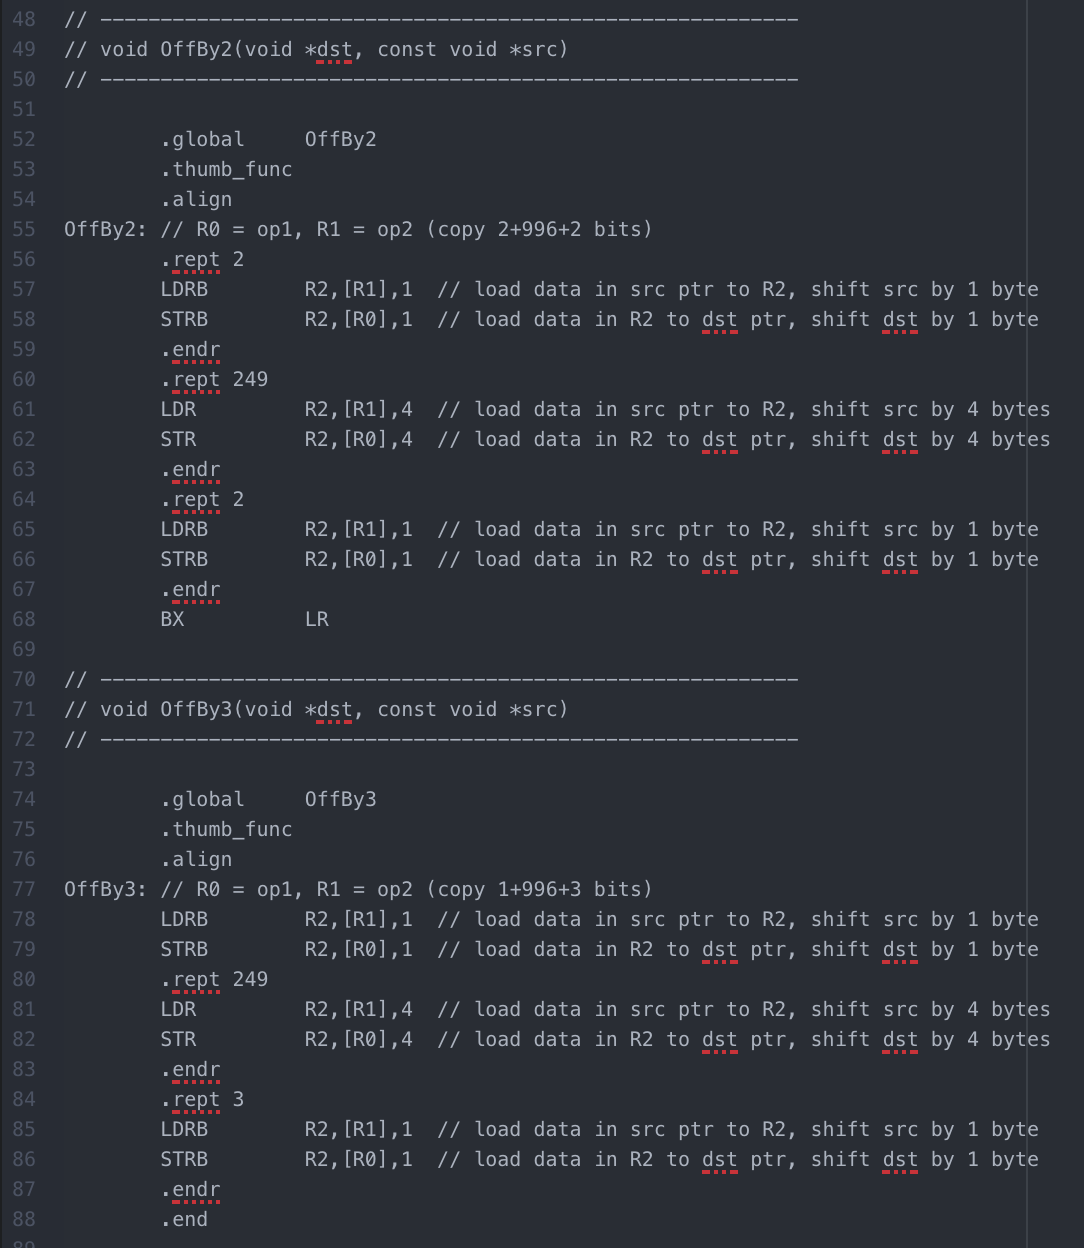 48 // ----------------------------------------------------------
49 // void OffBy2(void *dst, const void *src)
50 // ----------------------------------------------------------
51
52         .global     OffBy2
53         .thumb_func
54         .align
55 OffBy2: // R0 = op1, R1 = op2 (copy 2+996+2 bits)
56         .rept 2
57         LDRB        R2,[R1],1  // load data in src ptr to R2, shift src by 1 byte
58         STRB        R2,[R0],1  // load data in R2 to dst ptr, shift dst by 1 byte
59         .endr
60         .rept 249
61         LDR         R2,[R1],4  // load data in src ptr to R2, shift src by 4 bytes
62         STR         R2,[R0],4  // load data in R2 to dst ptr, shift dst by 4 bytes
63         .endr
64         .rept 2
65         LDRB        R2,[R1],1  // load data in src ptr to R2, shift src by 1 byte
66         STRB        R2,[R0],1  // load data in R2 to dst ptr, shift dst by 1 byte
67         .endr
68         BX          LR
69
70 // ----------------------------------------------------------
71 // void OffBy3(void *dst, const void *src)
72 // ----------------------------------------------------------
73
74         .global     OffBy3
75         .thumb_func
76         .align
77 OffBy3: // R0 = op1, R1 = op2 (copy 1+996+3 bits)
78         LDRB        R2,[R1],1  // load data in src ptr to R2, shift src by 1 byte
79         STRB        R2,[R0],1  // load data in R2 to dst ptr, shift dst by 1 byte
80         .rept 249
81         LDR         R2,[R1],4  // load data in src ptr to R2, shift src by 4 bytes
82         STR         R2,[R0],4  // load data in R2 to dst ptr, shift dst by 4 bytes
83         .endr
84         .rept 3
85         LDRB        R2,[R1],1  // load data in src ptr to R2, shift src by 1 byte
86         STRB        R2,[R0],1  // load data in R2 to dst ptr, shift dst by 1 byte
87         .endr
88         .end